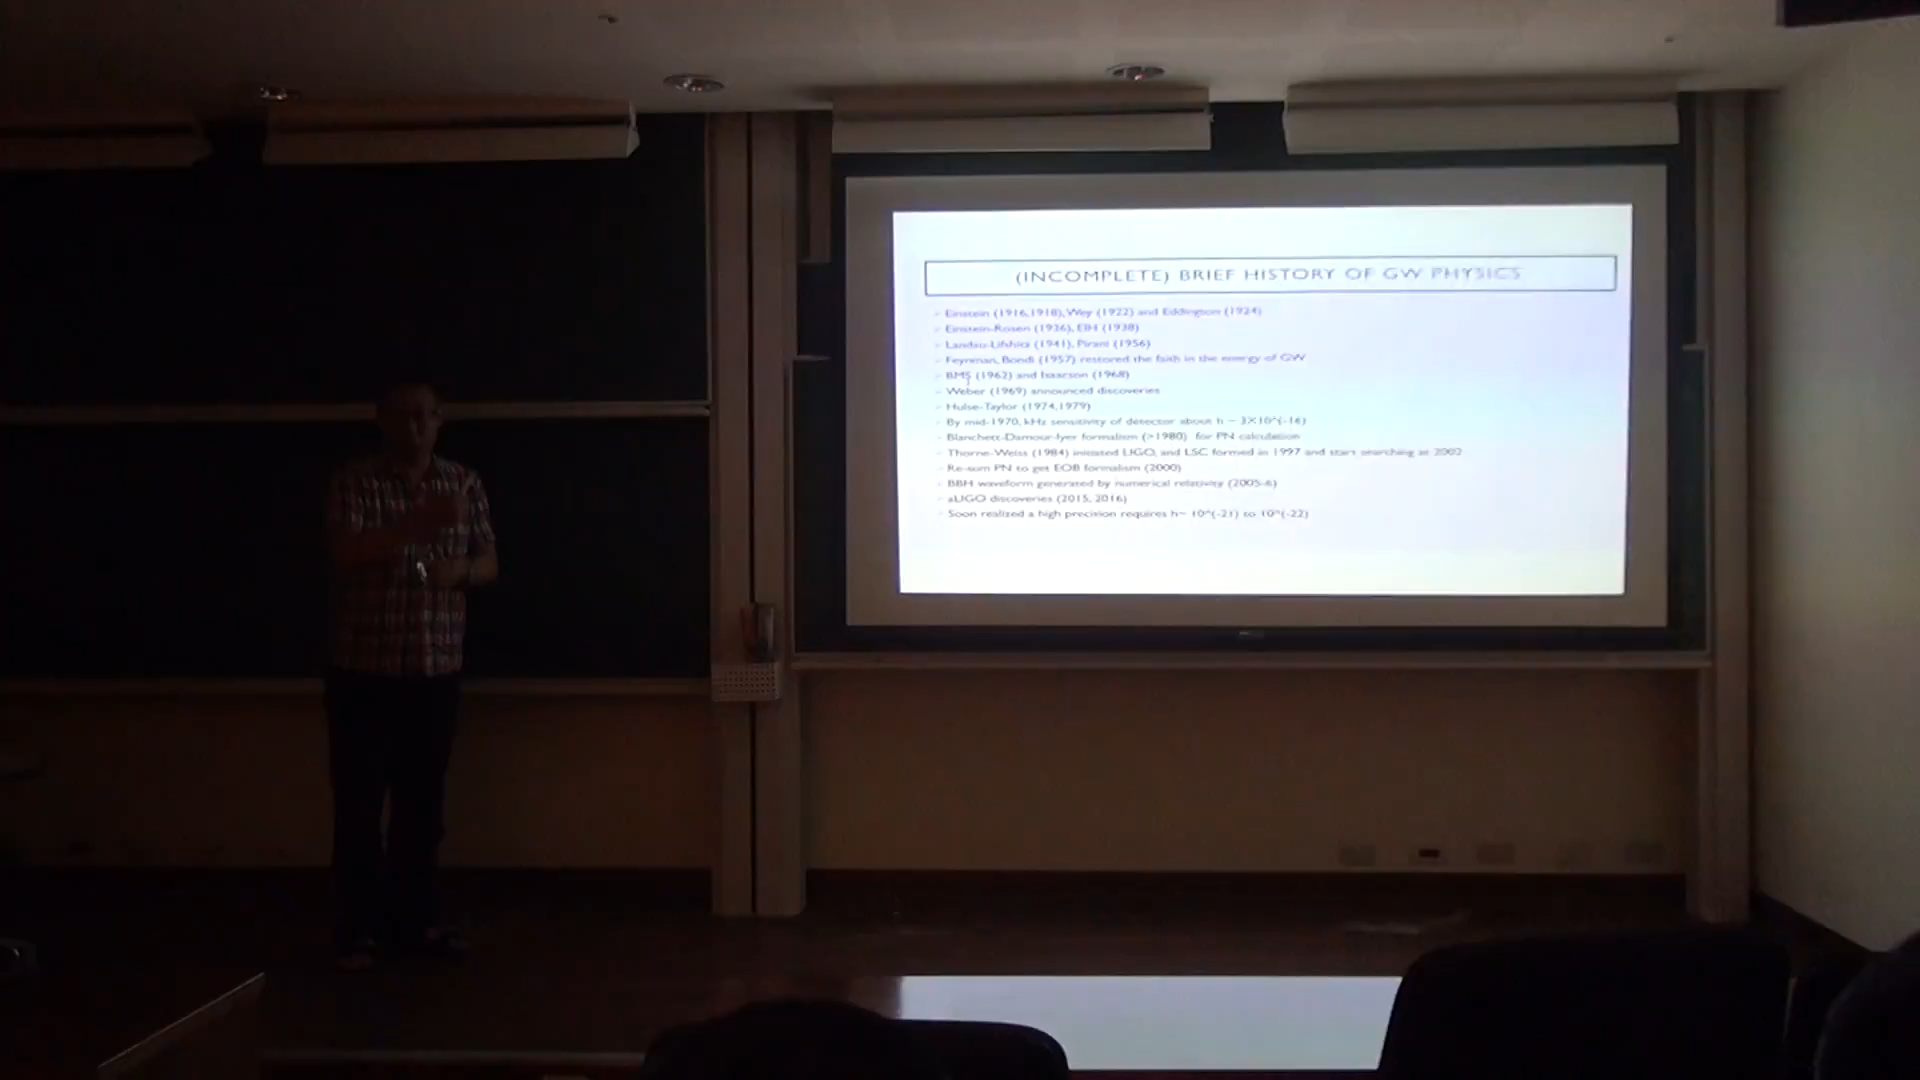 (INCOMPLETE) BRIEF HISTORY OF GW PHYSICS
Einstein (1916,1918), Wey (1922) and Eddington (1924)
Einstein-Rosen (1936), EIH (1938)
Landau-Lifshitz (1941), Pirani (1956)
Feynman, Bondi (1957) restored the faith in the energy of GW
BMS (1962) and Isaacson (1968)
Weber (1969) announced discoveries
Hulse-Taylor (1974,1979)
By mid-1970, kHz sensitivity of detector about h ~ 3X10^(-16)
Blanchett-Damour-Iyer formalism (>1980) for PN calculation
Thorne-Weiss (1984) initiated LIGO, and LSC formed in 1997 and start searching at 2002
Re-sum PN to get EOB formalism (2000)
BBH waveform generated by numerical relativity (2005-6)
aLIGO discoveries (2015, 2016)
Soon realized a high precision requires h~ 10^(-21) to 10^(-22)